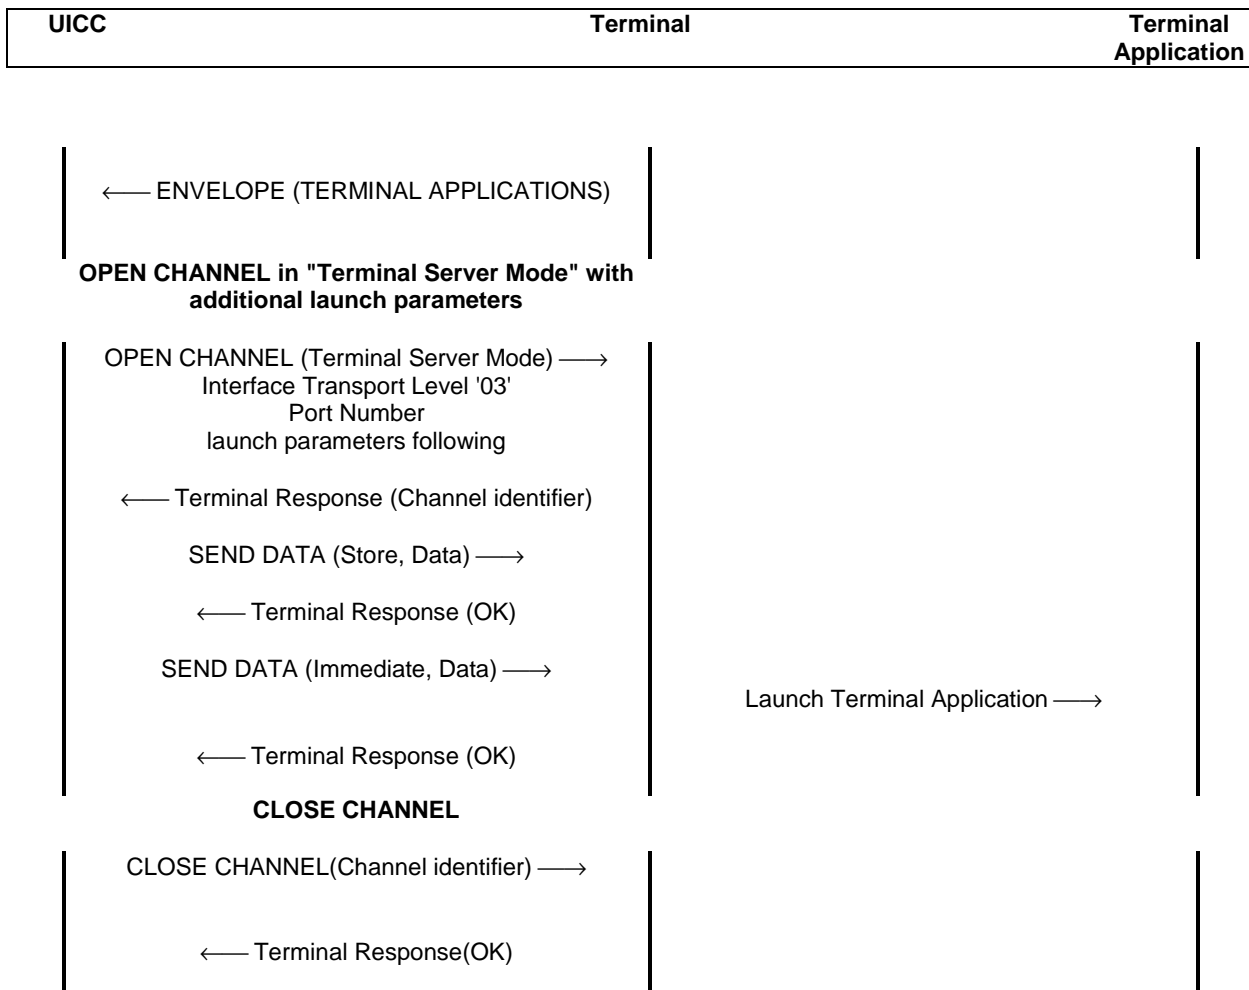 UICC Terminal Terminal
Application
⟵ ENVELOPE (TERMINAL APPLICATIONS)
OPEN CHANNEL in "Terminal Server Mode" with
additional launch parameters
OPEN CHANNEL (Terminal Server Mode) ⟶
Interface Transport Level '03'
Port Number
launch parameters following
⟵ Terminal Response (Channel identifier)
SEND DATA (Store, Data) ⟶
⟵ Terminal Response (OK)
SEND DATA (Immediate, Data) ⟶
Launch Terminal Application ⟶
⟵ Terminal Response (OK)
CLOSE CHANNEL
CLOSE CHANNEL(Channel identifier) ⟶
⟵ Terminal Response(OK)